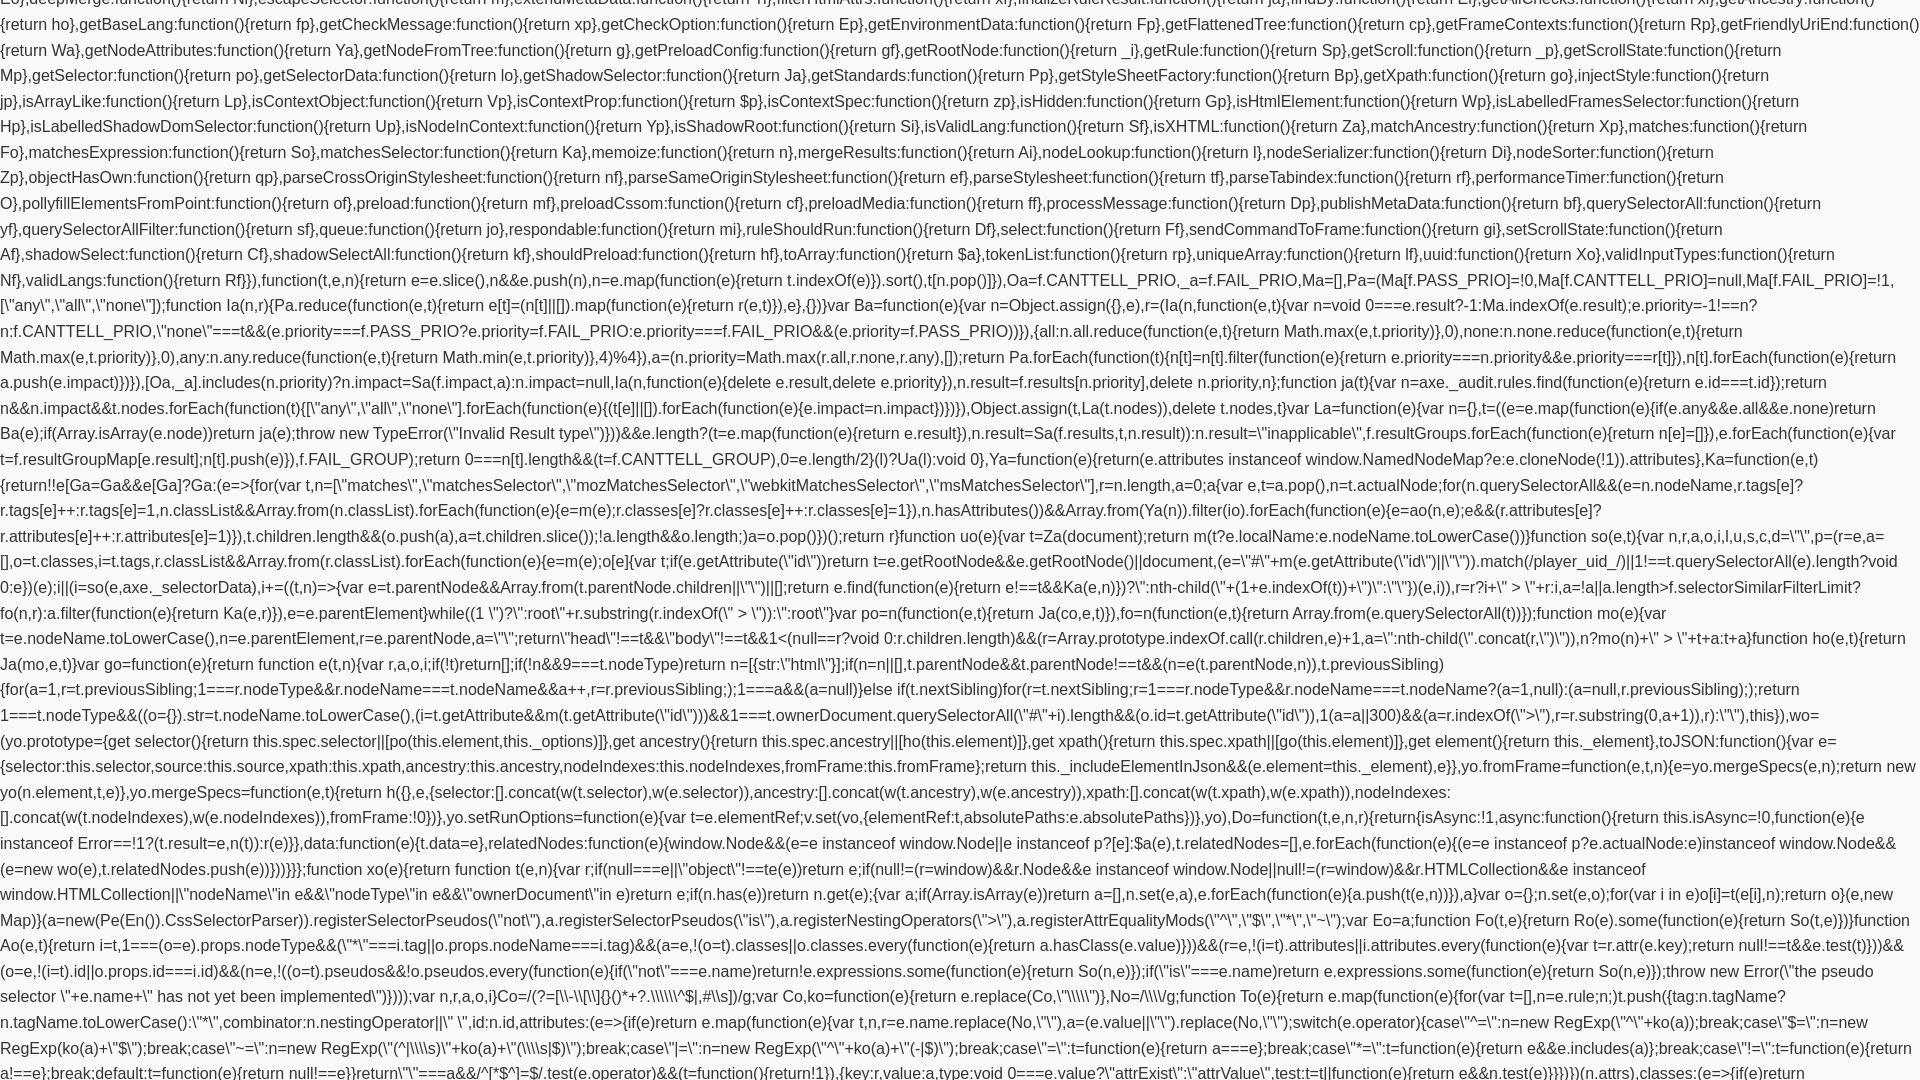 Eo},deepMerge:function(){return Ni},escapeSelector:function(){return m},extendMetaData:function(){return Ti},filterHtmlAttrs:function(){return xf},finalizeRuleResult:function(){return ja},findBy:function(){return Ei},getAllChecks:function(){return xi},getAncestry:function()
{return ho},getBaseLang:function(){return fp},getCheckMessage:function(){return xp},getCheckOption:function(){return Ep},getEnvironmentData:function(){return Fp},getFlattenedTree:function(){return cp},getFrameContexts:function(){return Rp},getFriendlyUriEnd:function()
{return Wa},getNodeAttributes:function(){return Ya},getNodeFromTree:function(){return g},getPreloadConfig:function(){return gf},getRootNode:function(){return _i},getRule:function(){return Sp},getScroll:function(){return _p},getScrollState:function(){return
Mp},getSelector:function(){return po},getSelectorData:function(){return lo},getShadowSelector:function(){return Ja},getStandards:function(){return Pp},getStyleSheetFactory:function(){return Bp},getXpath:function(){return go},injectStyle:function(){return
jp},isArrayLike:function(){return Lp},isContextObject:function(){return Vp},isContextProp:function(){return $p},isContextSpec:function(){return zp},isHidden:function(){return Gp},isHtmlElement:function(){return Wp},isLabelledFramesSelector:function(){return
Hp},isLabelledShadowDomSelector:function(){return Up},isNodeInContext:function(){return Yp},isShadowRoot:function(){return Si},isValidLang:function(){return Sf},isXHTML:function(){return Za},matchAncestry:function(){return Xp},matches:function(){return
Fo},matchesExpression:function(){return So},matchesSelector:function(){return Ka},memoize:function(){return n},mergeResults:function(){return Ai},nodeLookup:function(){return l},nodeSerializer:function(){return Di},nodeSorter:function(){return
Zp},objectHasOwn:function(){return qp},parseCrossOriginStylesheet:function(){return nf},parseSameOriginStylesheet:function(){return ef},parseStylesheet:function(){return tf},parseTabindex:function(){return rf},performanceTimer:function(){return
O},pollyfillElementsFromPoint:function(){return of},preload:function(){return mf},preloadCssom:function(){return cf},preloadMedia:function(){return ff},processMessage:function(){return Dp},publishMetaData:function(){return bf},querySelectorAll:function(){return
yf},querySelectorAllFilter:function(){return sf},queue:function(){return jo},respondable:function(){return mi},ruleShouldRun:function(){return Df},select:function(){return Ff},sendCommandToFrame:function(){return gi},setScrollState:function(){return
Af},shadowSelect:function(){return Cf},shadowSelectAll:function(){return kf},shouldPreload:function(){return hf},toArray:function(){return $a},tokenList:function(){return rp},uniqueArray:function(){return lf},uuid:function(){return Xo},validInputTypes:function(){return
Nf},validLangs:function(){return Rf}}),function(t,e,n){return e=e.slice(),n&&e.push(n),n=e.map(function(e){return t.indexOf(e)}).sort(),t[n.pop()]}),Oa=f.CANTTELL_PRIO,_a=f.FAIL_PRIO,Ma=[],Pa=(Ma[f.PASS_PRIO]=!0,Ma[f.CANTTELL_PRIO]=null,Ma[f.FAIL_PRIO]=!1,
[\"any\",\"all\",\"none\"]);function Ia(n,r){Pa.reduce(function(e,t){return e[t]=(n[t]||[]).map(function(e){return r(e,t)}),e},{})}var Ba=function(e){var n=Object.assign({},e),r=(Ia(n,function(e,t){var n=void 0===e.result?-1:Ma.indexOf(e.result);e.priority=-1!==n?
n:f.CANTTELL_PRIO,\"none\"===t&&(e.priority===f.PASS_PRIO?e.priority=f.FAIL_PRIO:e.priority===f.FAIL_PRIO&&(e.priority=f.PASS_PRIO))}),{all:n.all.reduce(function(e,t){return Math.max(e,t.priority)},0),none:n.none.reduce(function(e,t){return
Math.max(e,t.priority)},0),any:n.any.reduce(function(e,t){return Math.min(e,t.priority)},4)%4}),a=(n.priority=Math.max(r.all,r.none,r.any),[]);return Pa.forEach(function(t){n[t]=n[t].filter(function(e){return e.priority===n.priority&&e.priority===r[t]}),n[t].forEach(function(e){return
a.push(e.impact)})}),[Oa,_a].includes(n.priority)?n.impact=Sa(f.impact,a):n.impact=null,Ia(n,function(e){delete e.result,delete e.priority}),n.result=f.results[n.priority],delete n.priority,n};function ja(t){var n=axe._audit.rules.find(function(e){return e.id===t.id});return
n&&n.impact&&t.nodes.forEach(function(t){[\"any\",\"all\",\"none\"].forEach(function(e){(t[e]||[]).forEach(function(e){e.impact=n.impact})})}),Object.assign(t,La(t.nodes)),delete t.nodes,t}var La=function(e){var n={},t=((e=e.map(function(e){if(e.any&&e.all&&e.none)return
Ba(e);if(Array.isArray(e.node))return ja(e);throw new TypeError(\"Invalid Result type\")}))&&e.length?(t=e.map(function(e){return e.result}),n.result=Sa(f.results,t,n.result)):n.result=\"inapplicable\",f.resultGroups.forEach(function(e){return n[e]=[]}),e.forEach(function(e){var
t=f.resultGroupMap[e.result];n[t].push(e)}),f.FAIL_GROUP);return 0===n[t].length&&(t=f.CANTTELL_GROUP),0=e.length/2}(l)?Ua(l):void 0},Ya=function(e){return(e.attributes instanceof window.NamedNodeMap?e:e.cloneNode(!1)).attributes},Ka=function(e,t)
{return!!e[Ga=Ga&&e[Ga]?Ga:(e=>{for(var t,n=[\"matches\",\"matchesSelector\",\"mozMatchesSelector\",\"webkitMatchesSelector\",\"msMatchesSelector\"],r=n.length,a=0;a{var e,t=a.pop(),n=t.actualNode;for(n.querySelectorAll&&(e=n.nodeName,r.tags[e]?
r.tags[e]++:r.tags[e]=1,n.classList&&Array.from(n.classList).forEach(function(e){e=m(e);r.classes[e]?r.classes[e]++:r.classes[e]=1}),n.hasAttributes())&&Array.from(Ya(n)).filter(io).forEach(function(e){e=ao(n,e);e&&(r.attributes[e]?
r.attributes[e]++:r.attributes[e]=1)}),t.children.length&&(o.push(a),a=t.children.slice());!a.length&&o.length;)a=o.pop()})();return r}function uo(e){var t=Za(document);return m(t?e.localName:e.nodeName.toLowerCase())}function so(e,t){var n,r,a,o,i,l,u,s,c,d=\"\",p=(r=e,a=
[],o=t.classes,i=t.tags,r.classList&&Array.from(r.classList).forEach(function(e){e=m(e);o[e]{var t;if(e.getAttribute(\"id\"))return t=e.getRootNode&&e.getRootNode()||document,(e=\"#\"+m(e.getAttribute(\"id\")||\"\")).match(/player_uid_/)||1!==t.querySelectorAll(e).length?void
0:e})(e);i||(i=so(e,axe._selectorData),i+=((t,n)=>{var e=t.parentNode&&Array.from(t.parentNode.children||\"\")||[];return e.find(function(e){return e!==t&&Ka(e,n)})?\":nth-child(\"+(1+e.indexOf(t))+\")\":\"\"})(e,i)),r=r?i+\" > \"+r:i,a=!a||a.length>f.selectorSimilarFilterLimit?
fo(n,r):a.filter(function(e){return Ka(e,r)}),e=e.parentElement}while((1 \")?\":root\"+r.substring(r.indexOf(\" > \")):\":root\"}var po=n(function(e,t){return Ja(co,e,t)}),fo=n(function(e,t){return Array.from(e.querySelectorAll(t))});function mo(e){var
t=e.nodeName.toLowerCase(),n=e.parentElement,r=e.parentNode,a=\"\";return\"head\"!==t&&\"body\"!==t&&1<(null==r?void 0:r.children.length)&&(r=Array.prototype.indexOf.call(r.children,e)+1,a=\":nth-child(\".concat(r,\")\")),n?mo(n)+\" > \"+t+a:t+a}function ho(e,t){return
Ja(mo,e,t)}var go=function(e){return function e(t,n){var r,a,o,i;if(!t)return[];if(!n&&9===t.nodeType)return n=[{str:\"html\"}];if(n=n||[],t.parentNode&&t.parentNode!==t&&(n=e(t.parentNode,n)),t.previousSibling)
{for(a=1,r=t.previousSibling;1===r.nodeType&&r.nodeName===t.nodeName&&a++,r=r.previousSibling;);1===a&&(a=null)}else if(t.nextSibling)for(r=t.nextSibling;r=1===r.nodeType&&r.nodeName===t.nodeName?(a=1,null):(a=null,r.previousSibling););return
1===t.nodeType&&((o={}).str=t.nodeName.toLowerCase(),(i=t.getAttribute&&m(t.getAttribute(\"id\")))&&1===t.ownerDocument.querySelectorAll(\"#\"+i).length&&(o.id=t.getAttribute(\"id\")),1(a=a||300)&&(a=r.indexOf(\">\"),r=r.substring(0,a+1)),r):\"\"),this}),wo=
(yo.prototype={get selector(){return this.spec.selector||[po(this.element,this._options)]},get ancestry(){return this.spec.ancestry||[ho(this.element)]},get xpath(){return this.spec.xpath||[go(this.element)]},get element(){return this._element},toJSON:function(){var e=
{selector:this.selector,source:this.source,xpath:this.xpath,ancestry:this.ancestry,nodeIndexes:this.nodeIndexes,fromFrame:this.fromFrame};return this._includeElementInJson&&(e.element=this._element),e}},yo.fromFrame=function(e,t,n){e=yo.mergeSpecs(e,n);return new
yo(n.element,t,e)},yo.mergeSpecs=function(e,t){return h({},e,{selector:[].concat(w(t.selector),w(e.selector)),ancestry:[].concat(w(t.ancestry),w(e.ancestry)),xpath:[].concat(w(t.xpath),w(e.xpath)),nodeIndexes:
[].concat(w(t.nodeIndexes),w(e.nodeIndexes)),fromFrame:!0})},yo.setRunOptions=function(e){var t=e.elementRef;v.set(vo,{elementRef:t,absolutePaths:e.absolutePaths})},yo),Do=function(t,e,n,r){return{isAsync:!1,async:function(){return this.isAsync=!0,function(e){e
instanceof Error==!1?(t.result=e,n(t)):r(e)}},data:function(e){t.data=e},relatedNodes:function(e){window.Node&&(e=e instanceof window.Node||e instanceof p?[e]:$a(e),t.relatedNodes=[],e.forEach(function(e){(e=e instanceof p?e.actualNode:e)instanceof window.Node&&
(e=new wo(e),t.relatedNodes.push(e))}))}}};function xo(e){return function t(e,n){var r;if(null===e||\"object\"!==te(e))return e;if(null!=(r=window)&&r.Node&&e instanceof window.Node||null!=(r=window)&&r.HTMLCollection&&e instanceof
window.HTMLCollection||\"nodeName\"in e&&\"nodeType\"in e&&\"ownerDocument\"in e)return e;if(n.has(e))return n.get(e);{var a;if(Array.isArray(e))return a=[],n.set(e,a),e.forEach(function(e){a.push(t(e,n))}),a}var o={};n.set(e,o);for(var i in e)o[i]=t(e[i],n);return o}(e,new
Map)}(a=new(Pe(En()).CssSelectorParser)).registerSelectorPseudos(\"not\"),a.registerSelectorPseudos(\"is\"),a.registerNestingOperators(\">\"),a.registerAttrEqualityMods(\"^\",\"$\",\"*\",\"~\");var Eo=a;function Fo(t,e){return Ro(e).some(function(e){return So(t,e)})}function
Ao(e,t){return i=t,1===(o=e).props.nodeType&&(\"*\"===i.tag||o.props.nodeName===i.tag)&&(a=e,!(o=t).classes||o.classes.every(function(e){return a.hasClass(e.value)}))&&(r=e,!(i=t).attributes||i.attributes.every(function(e){var t=r.attr(e.key);return null!==t&&e.test(t)}))&&
(o=e,!(i=t).id||o.props.id===i.id)&&(n=e,!((o=t).pseudos&&!o.pseudos.every(function(e){if(\"not\"===e.name)return!e.expressions.some(function(e){return So(n,e)});if(\"is\"===e.name)return e.expressions.some(function(e){return So(n,e)});throw new Error(\"the pseudo
selector \"+e.name+\" has not yet been implemented\")})));var n,r,a,o,i}Co=/(?=[\\-\\[\\]{}()*+?.\\\\\\^$|,#\\s])/g;var Co,ko=function(e){return e.replace(Co,\"\\\\\")},No=/\\\\/g;function To(e){return e.map(function(e){for(var t=[],n=e.rule;n;)t.push({tag:n.tagName?
n.tagName.toLowerCase():\"*\",combinator:n.nestingOperator||\" \",id:n.id,attributes:(e=>{if(e)return e.map(function(e){var t,n,r=e.name.replace(No,\"\"),a=(e.value||\"\").replace(No,\"\");switch(e.operator){case\"^=\":n=new RegExp(\"^\"+ko(a));break;case\"$=\":n=new
RegExp(ko(a)+\"$\");break;case\"~=\":n=new RegExp(\"(^|\\\\s)\"+ko(a)+\"(\\\\s|$)\");break;case\"|=\":n=new RegExp(\"^\"+ko(a)+\"(-|$)\");break;case\"=\":t=function(e){return a===e};break;case\"*=\":t=function(e){return e&&e.includes(a)};break;case\"!=\":t=function(e){return
a!==e};break;default:t=function(e){return null!==e}}return\"\"===a&&/^[*$^]=$/.test(e.operator)&&(t=function(){return!1}),{key:r,value:a,type:void 0===e.value?\"attrExist\":\"attrValue\",test:t=t||function(e){return e&&n.test(e)}}})})(n.attrs),classes:(e=>{if(e)return